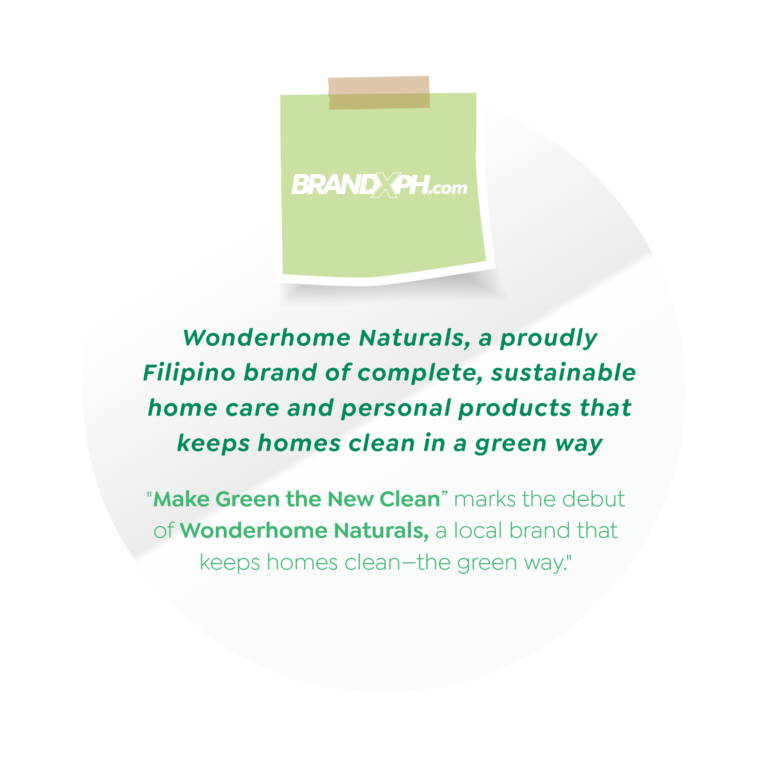 BRANDXPH.com
Wonderhome Naturals, a proudly
Filipino brand of complete, sustainable
home care and personal products that
keeps homes clean in a green way
"Make Green the New Clean” marks the debut
of Wonderhome Naturals, a local brand that
keeps homes clean—the green way."